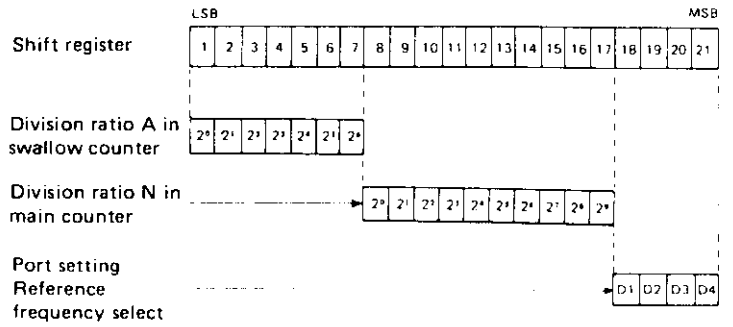 LSB MSB
Shift register 1 2 3 4 5 6 7 8 9 10 11 12 13 14 15 16 17 18 19 20 21
Division ratio A in
swallow counter
2⁰ 2¹ 2² 2³ 2⁴ 2⁵ 2⁶
Division ratio N in
main counter
2⁰ 2¹ 2² 2³ 2⁴ 2⁵ 2⁶ 2⁷ 2⁸ 2⁹
Port setting
Reference
frequency select
D1 D2 D3 D4